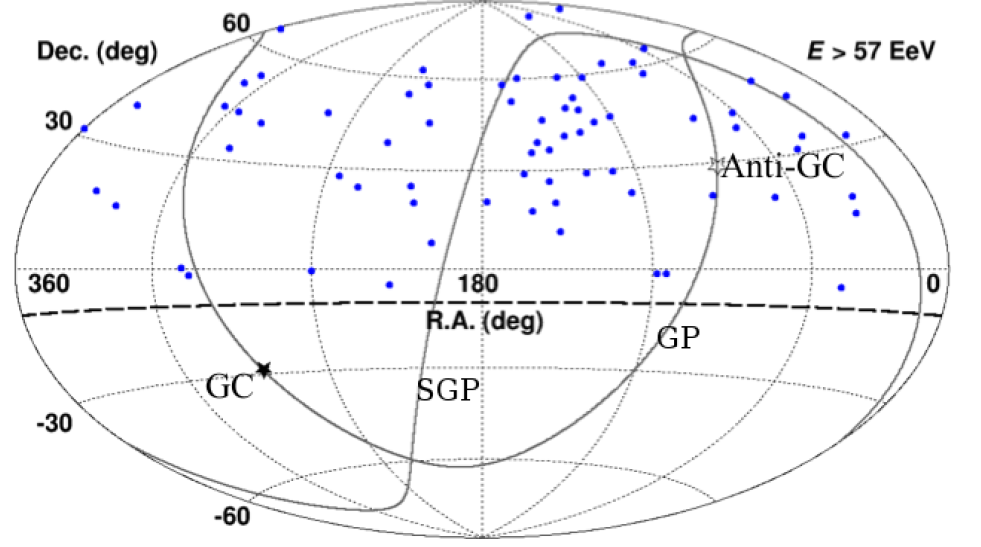 60
Dec. (deg)
E > 57 EeV
30
Anti-GC
360
180
0
R.A. (deg)
GP
GC
SGP
-30
-60